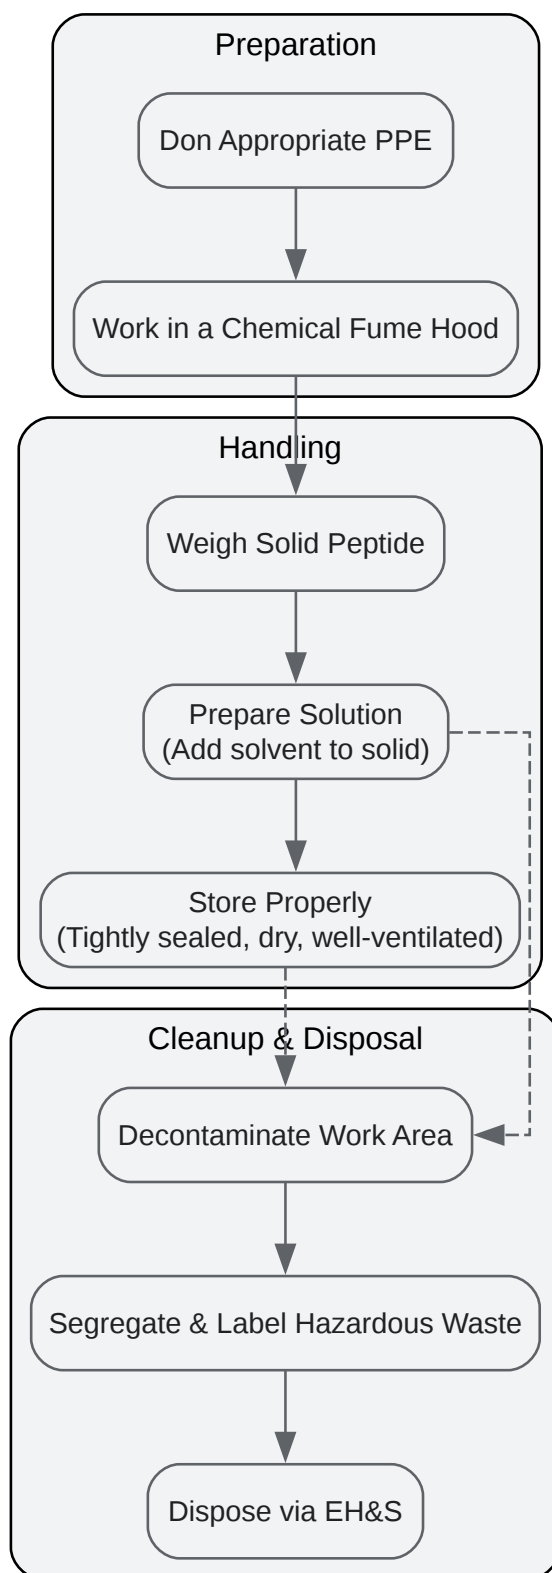 Preparation
Don Appropriate PPE
Work in a Chemical Fume Hood
Handling
Weigh Solid Peptide
Prepare Solution
(Add solvent to solid)
Store Properly
(Tightly sealed, dry, well-ventilated)
Cleanup & Disposal
Decontaminate Work Area
Segregate & Label Hazardous Waste
Dispose via EH&S